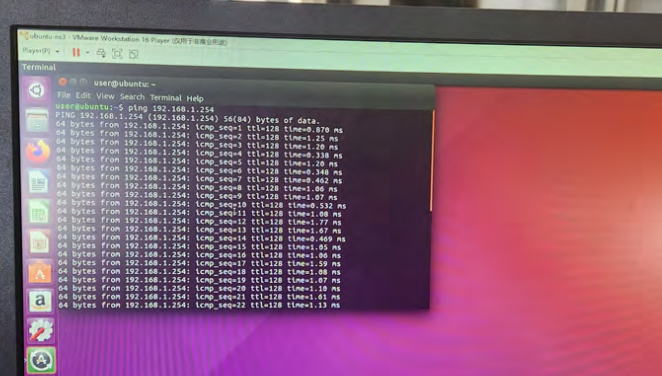 ubuntu ns3 - VMware Workstation 16 Player (仅用于非商业用途)
Player(P)
Terminal
user@ubuntu: ~
File Edit View Search Terminal Help
user@ubuntu:~$ ping 192.168.1.254
PING 192.168.1.254 (192.168.1.254) 56(84) bytes of data.
64 bytes from 192.168.1.254: icmp_seq=1 ttl=128 time=0.870 ms
64 bytes from 192.168.1.254: icmp_seq=2 ttl=128 time=1.25 ms
64 bytes from 192.168.1.254: icmp_seq=3 ttl=128 time=1.20 ms
64 bytes from 192.168.1.254: icmp_seq=4 ttl=128 time=0.338 ms
64 bytes from 192.168.1.254: icmp_seq=5 ttl=128 time=1.20 ms
64 bytes from 192.168.1.254: icmp_seq=6 ttl=128 time=0.348 ms
64 bytes from 192.168.1.254: icmp_seq=7 ttl=128 time=0.462 ms
64 bytes from 192.168.1.254: icmp_seq=8 ttl=128 time=1.06 ms
64 bytes from 192.168.1.254: icmp_seq=9 ttl=128 time=1.07 ms
64 bytes from 192.168.1.254: icmp_seq=10 ttl=128 time=0.532 ms
64 bytes from 192.168.1.254: icmp_seq=11 ttl=128 time=1.08 ms
64 bytes from 192.168.1.254: icmp_seq=12 ttl=128 time=1.77 ms
64 bytes from 192.168.1.254: icmp_seq=13 ttl=128 time=1.67 ms
64 bytes from 192.168.1.254: icmp_seq=14 ttl=128 time=0.469 ms
64 bytes from 192.168.1.254: icmp_seq=15 ttl=128 time=1.05 ms
64 bytes from 192.168.1.254: icmp_seq=16 ttl=128 time=1.06 ms
64 bytes from 192.168.1.254: icmp_seq=17 ttl=128 time=1.59 ms
64 bytes from 192.168.1.254: icmp_seq=18 ttl=128 time=1.08 ms
64 bytes from 192.168.1.254: icmp_seq=19 ttl=128 time=1.07 ms
64 bytes from 192.168.1.254: icmp_seq=20 ttl=128 time=1.10 ms
64 bytes from 192.168.1.254: icmp_seq=21 ttl=128 time=1.01 ms
64 bytes from 192.168.1.254: icmp_seq=22 ttl=128 time=1.13 ms